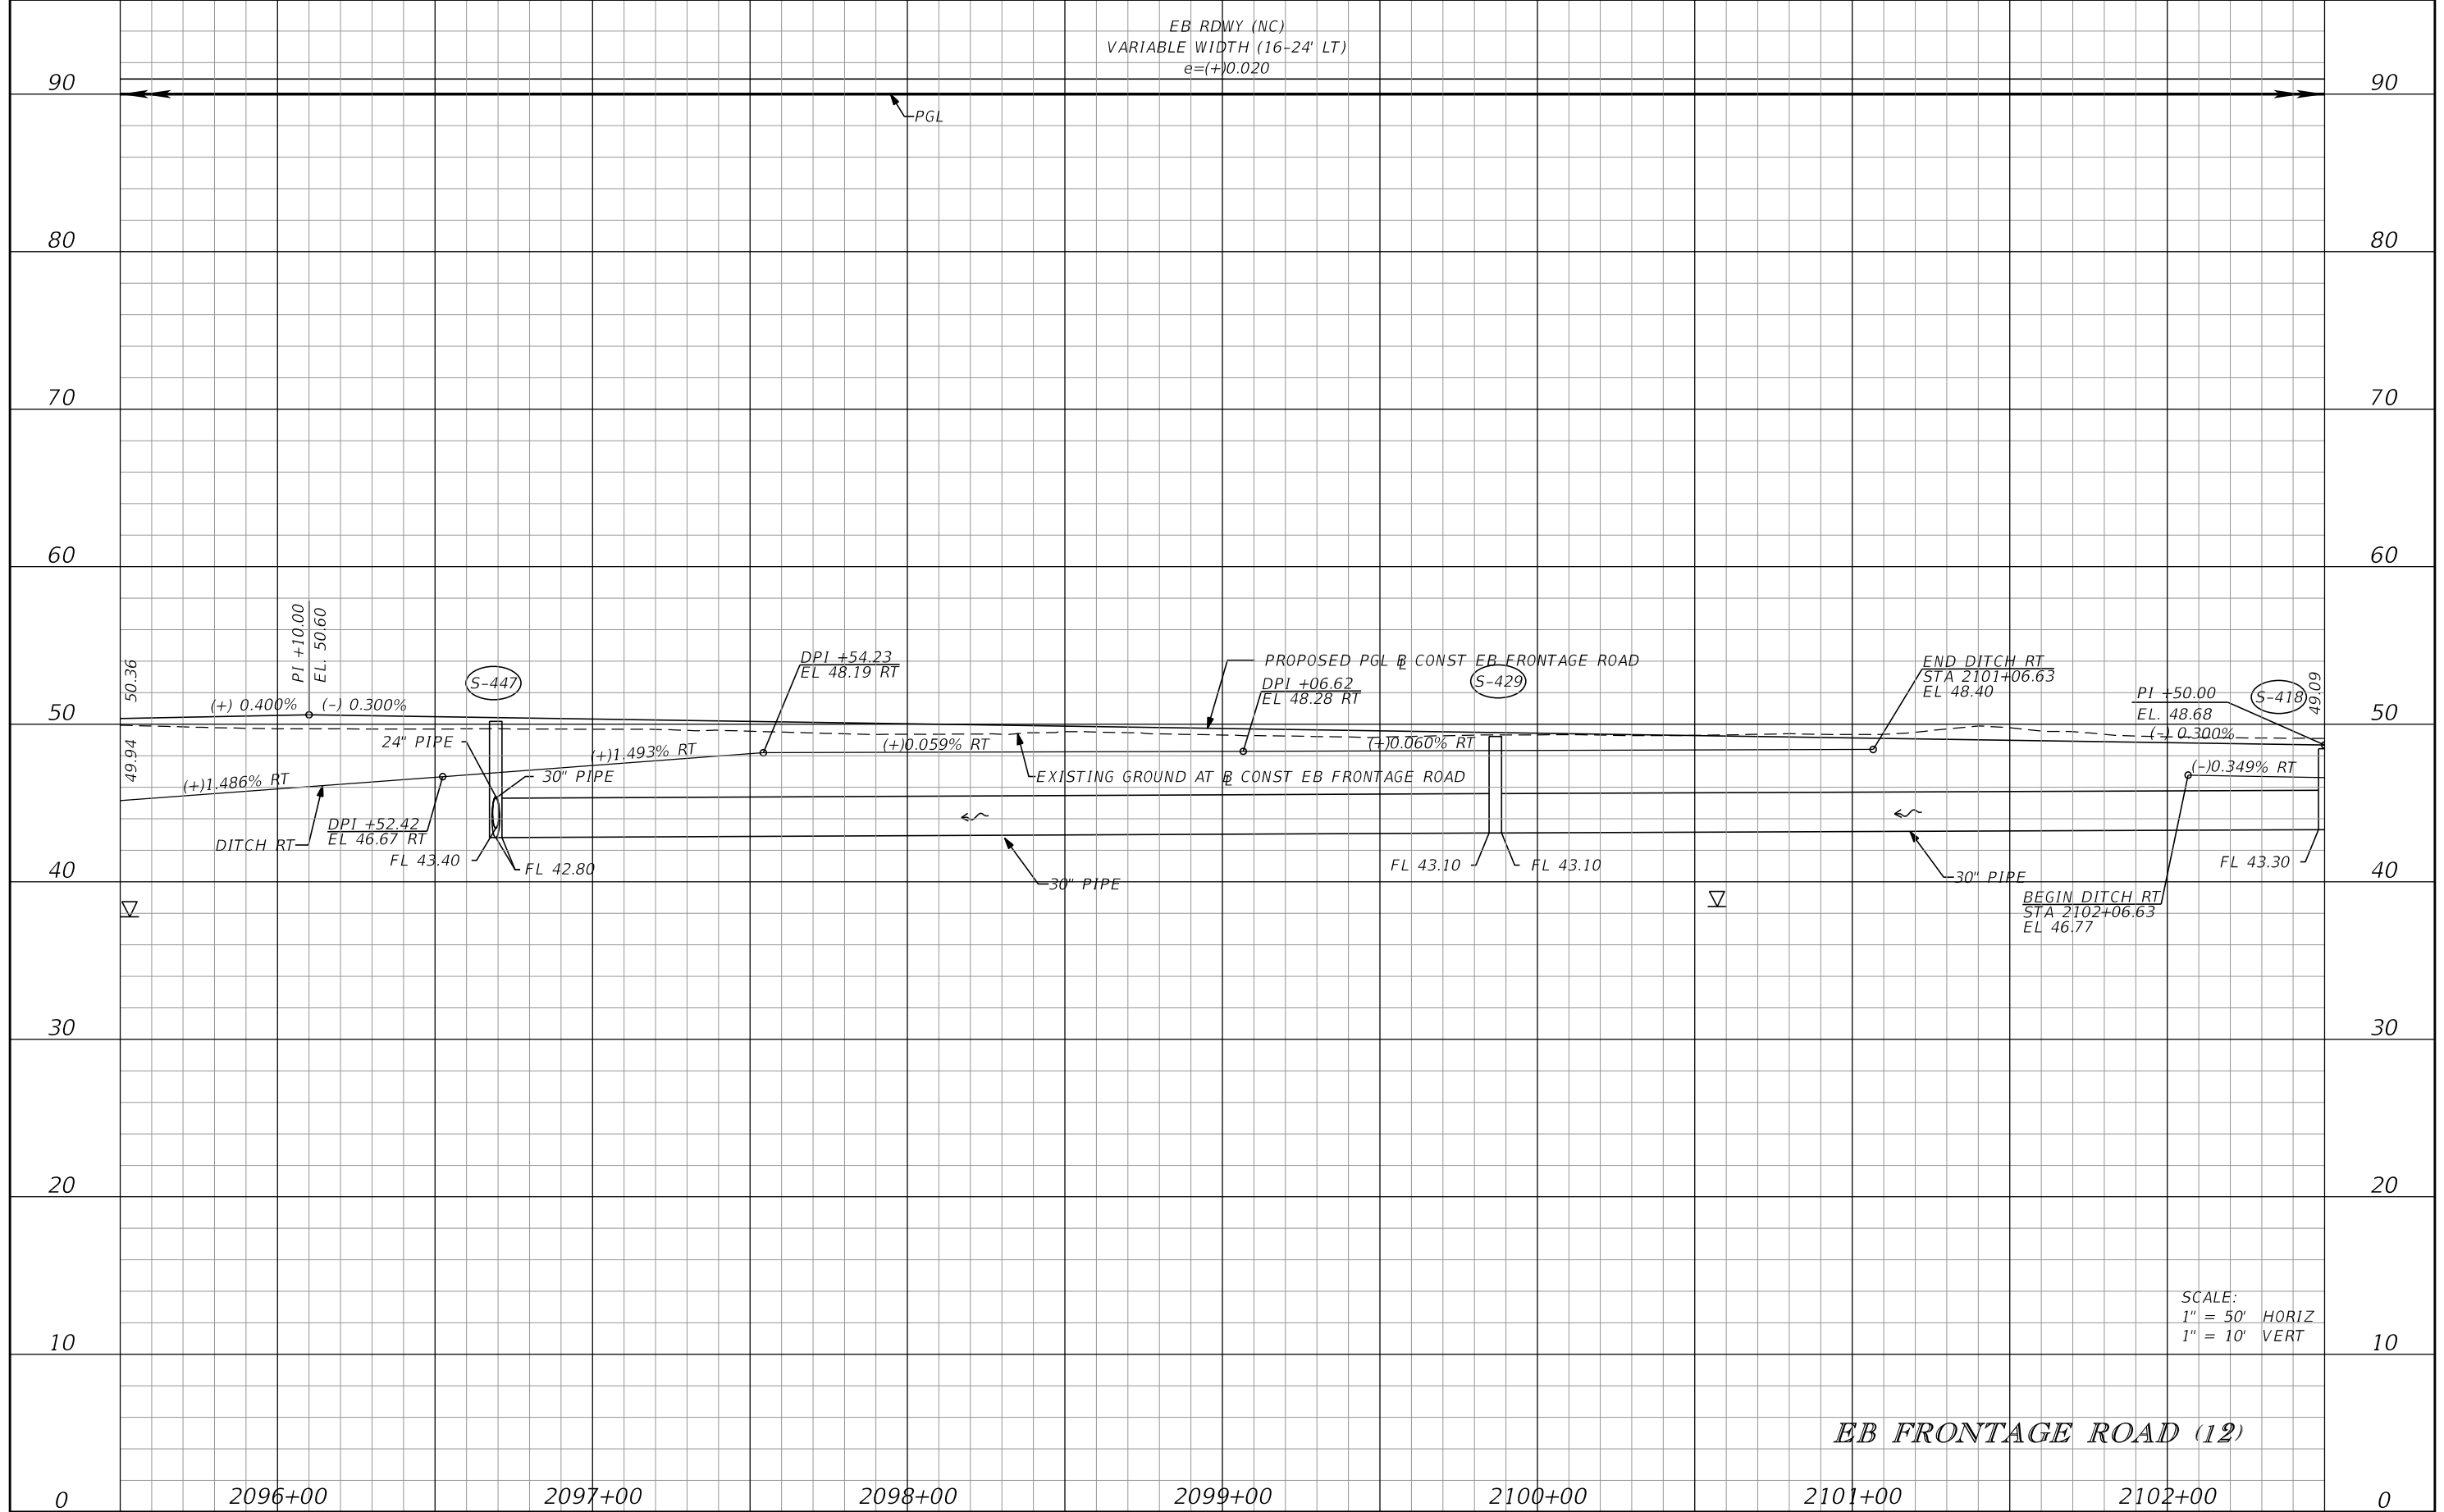 EB RDWY (NC)
VARIABLE WIDTH (16-24' LT)
e=(+)0.020
90
90
PGL
80
80
70
70
60
60
PI +10.00
EL. 50.60
50.36
49.94
(+) 0.400%
(-) 0.300%
S-447
DPI +54.23
EL 48.19 RT
PROPOSED PGL ℄ CONST EB FRONTAGE ROAD
DPI +06.62
EL 48.28 RT
S-429
END DITCH RT
STA 2101+06.63
EL 48.40
PI +50.00
EL. 48.68
S-418
49.09
50
50
24" PIPE
(+)1.493% RT
(+)0.059% RT
(+)0.060% RT
(-) 0.300%
(-)0.349% RT
(+)1.486% RT
30" PIPE
EXISTING GROUND AT ℄ CONST EB FRONTAGE ROAD
DITCH RT
DPI +52.42
EL 46.67 RT
FL 43.40
FL 42.80
30" PIPE
FL 43.10
FL 43.10
30" PIPE
FL 43.30
40
40
BEGIN DITCH RT
STA 2102+06.63
EL 46.77
30
30
20
20
SCALE:
1" = 50' HORIZ
1" = 10' VERT
10
10
EB FRONTAGE ROAD
0
2096+00
2097+00
2098+00
2099+00
2100+00
2101+00
2102+00
0